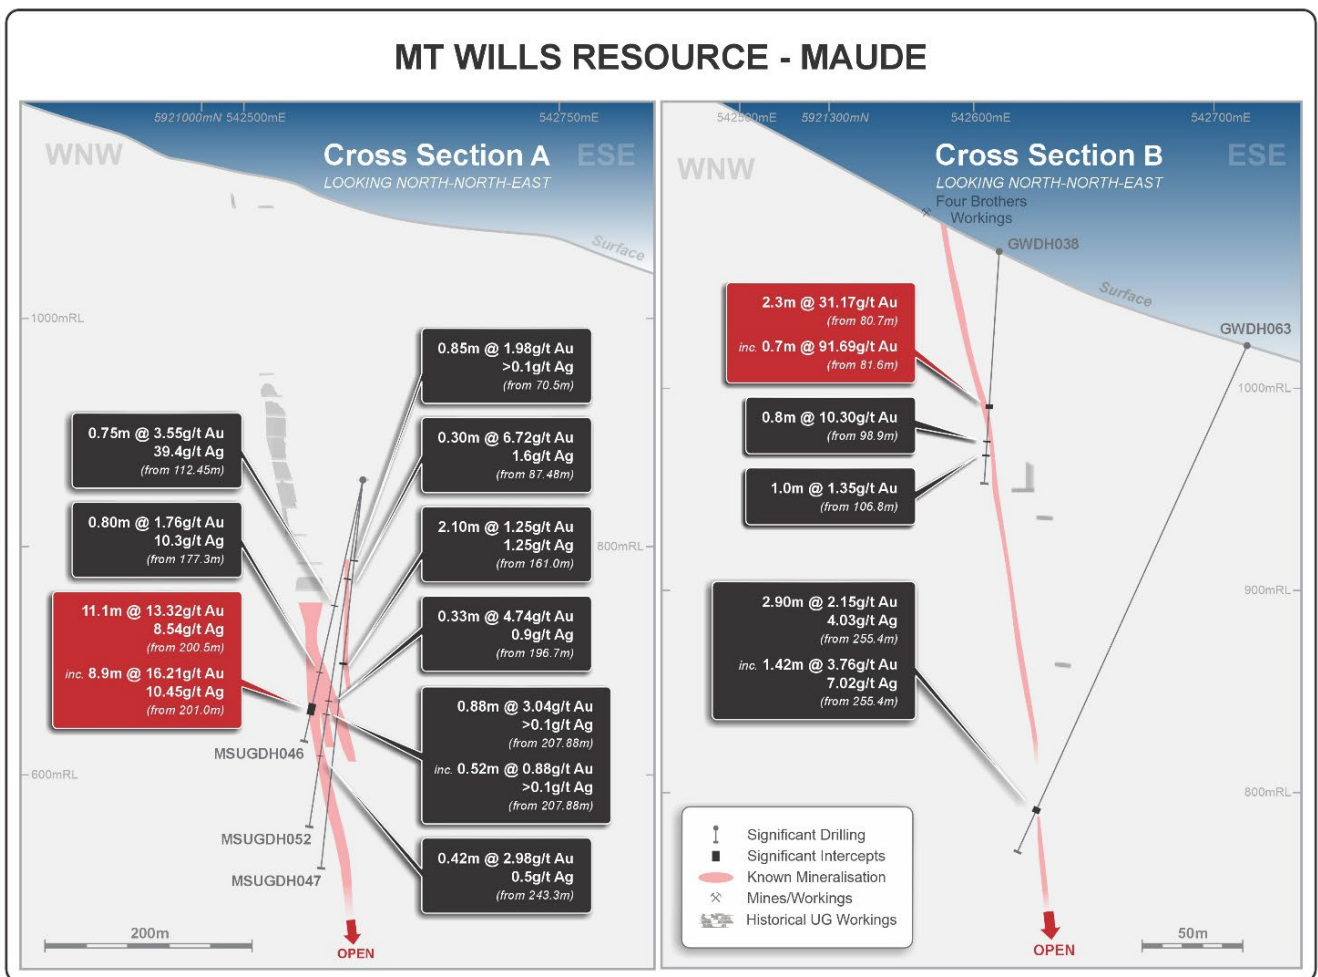 MT WILLS RESOURCE - MAUDE
5921000mN 542500mE
542750mE
WNW
Cross Section A
ESE
LOOKING NORTH-NORTH-EAST
Surface
1000mRL
800mRL
600mRL
0.75m @ 3.55g/t Au
39.4g/t Ag
(from 112.45m)
0.80m @ 1.76g/t Au
10.3g/t Ag
(from 177.3m)
11.1m @ 13.32g/t Au
8.54g/t Ag
(from 200.5m)
inc. 8.9m @ 16.21g/t Au
10.45g/t Ag
(from 201.0m)
0.85m @ 1.98g/t Au
>0.1g/t Ag
(from 70.5m)
0.30m @ 6.72g/t Au
1.6g/t Ag
(from 87.48m)
2.10m @ 1.25g/t Au
1.25g/t Ag
(from 161.0m)
0.33m @ 4.74g/t Au
0.9g/t Ag
(from 196.7m)
0.88m @ 3.04g/t Au
>0.1g/t Ag
(from 207.88m)
inc. 0.52m @ 0.88g/t Au
>0.1g/t Ag
(from 207.88m)
0.42m @ 2.98g/t Au
0.5g/t Ag
(from 243.3m)
MSUGDH046
MSUGDH052
MSUGDH047
200m
OPEN
542500mE 5921300mN
542600mE
542700mE
WNW
Cross Section B
ESE
LOOKING NORTH-NORTH-EAST
Four Brothers
Workings
GWDH038
Surface
GWDH063
1000mRL
900mRL
800mRL
2.3m @ 31.17g/t Au
(from 80.7m)
inc. 0.7m @ 91.69g/t Au
(from 81.6m)
0.8m @ 10.30g/t Au
(from 98.9m)
1.0m @ 1.35g/t Au
(from 106.8m)
2.90m @ 2.15g/t Au
4.03g/t Ag
(from 255.4m)
inc. 1.42m @ 3.76g/t Au
7.02g/t Ag
(from 255.4m)
Significant Drilling
Significant Intercepts
Known Mineralisation
Mines/Workings
Historical UG Workings
OPEN
50m